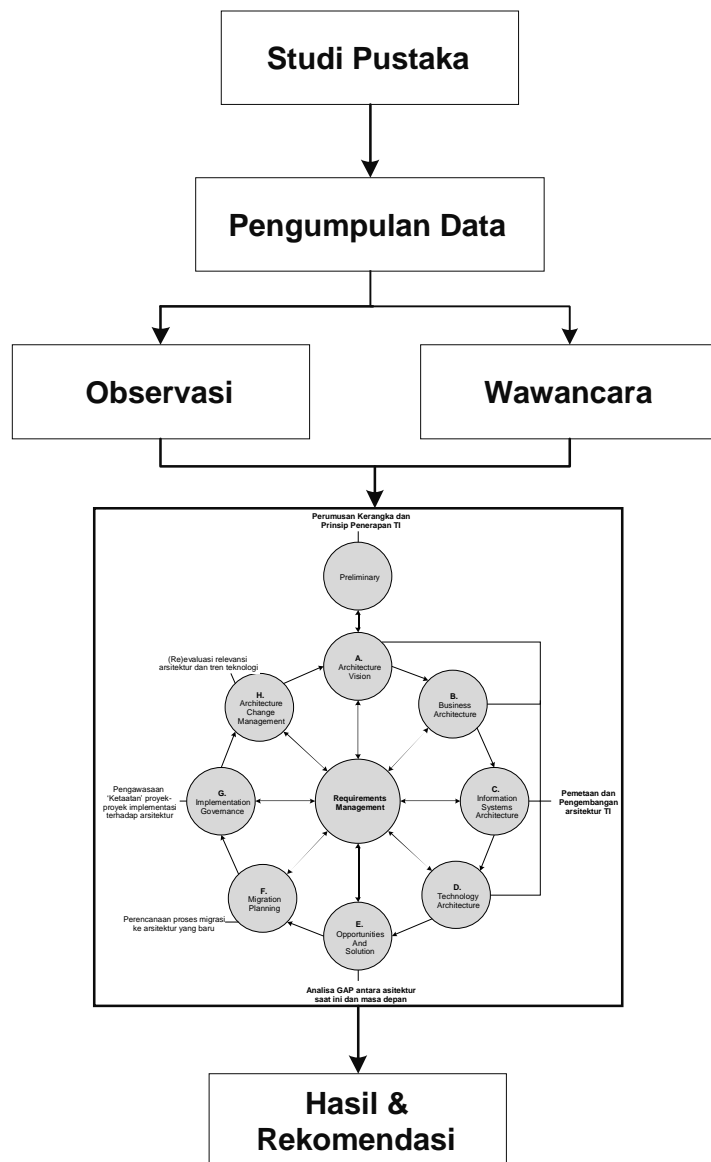 Studi Pustaka
Pengumpulan Data
Observasi
Wawancara
Perumusan Kerangka dan
Prinsip Penerapan TI
Preliminary
(Re)evaluasi relevansi
arsitektur dan tren teknologi
A.
Architecture
Vision
H.
Architecture
Change
Management
B.
Business
Architecture
Pengawasaan
'Ketaatan' proyek-
proyek implementasi
terhadap arsitektur
G.
Implementation
Governance
Requirements
Management
C.
Information
Systems
Architecture
Pemetaan dan
Pengembangan
arsitektur TI
F.
Migration
Planning
D.
Technology
Architecture
Perencanaan proses migrasi
ke arsitektur yang baru
E.
Opportunities
And
Solution
Analisa GAP antara asitektur
saat ini dan masa depan
Hasil &
Rekomendasi